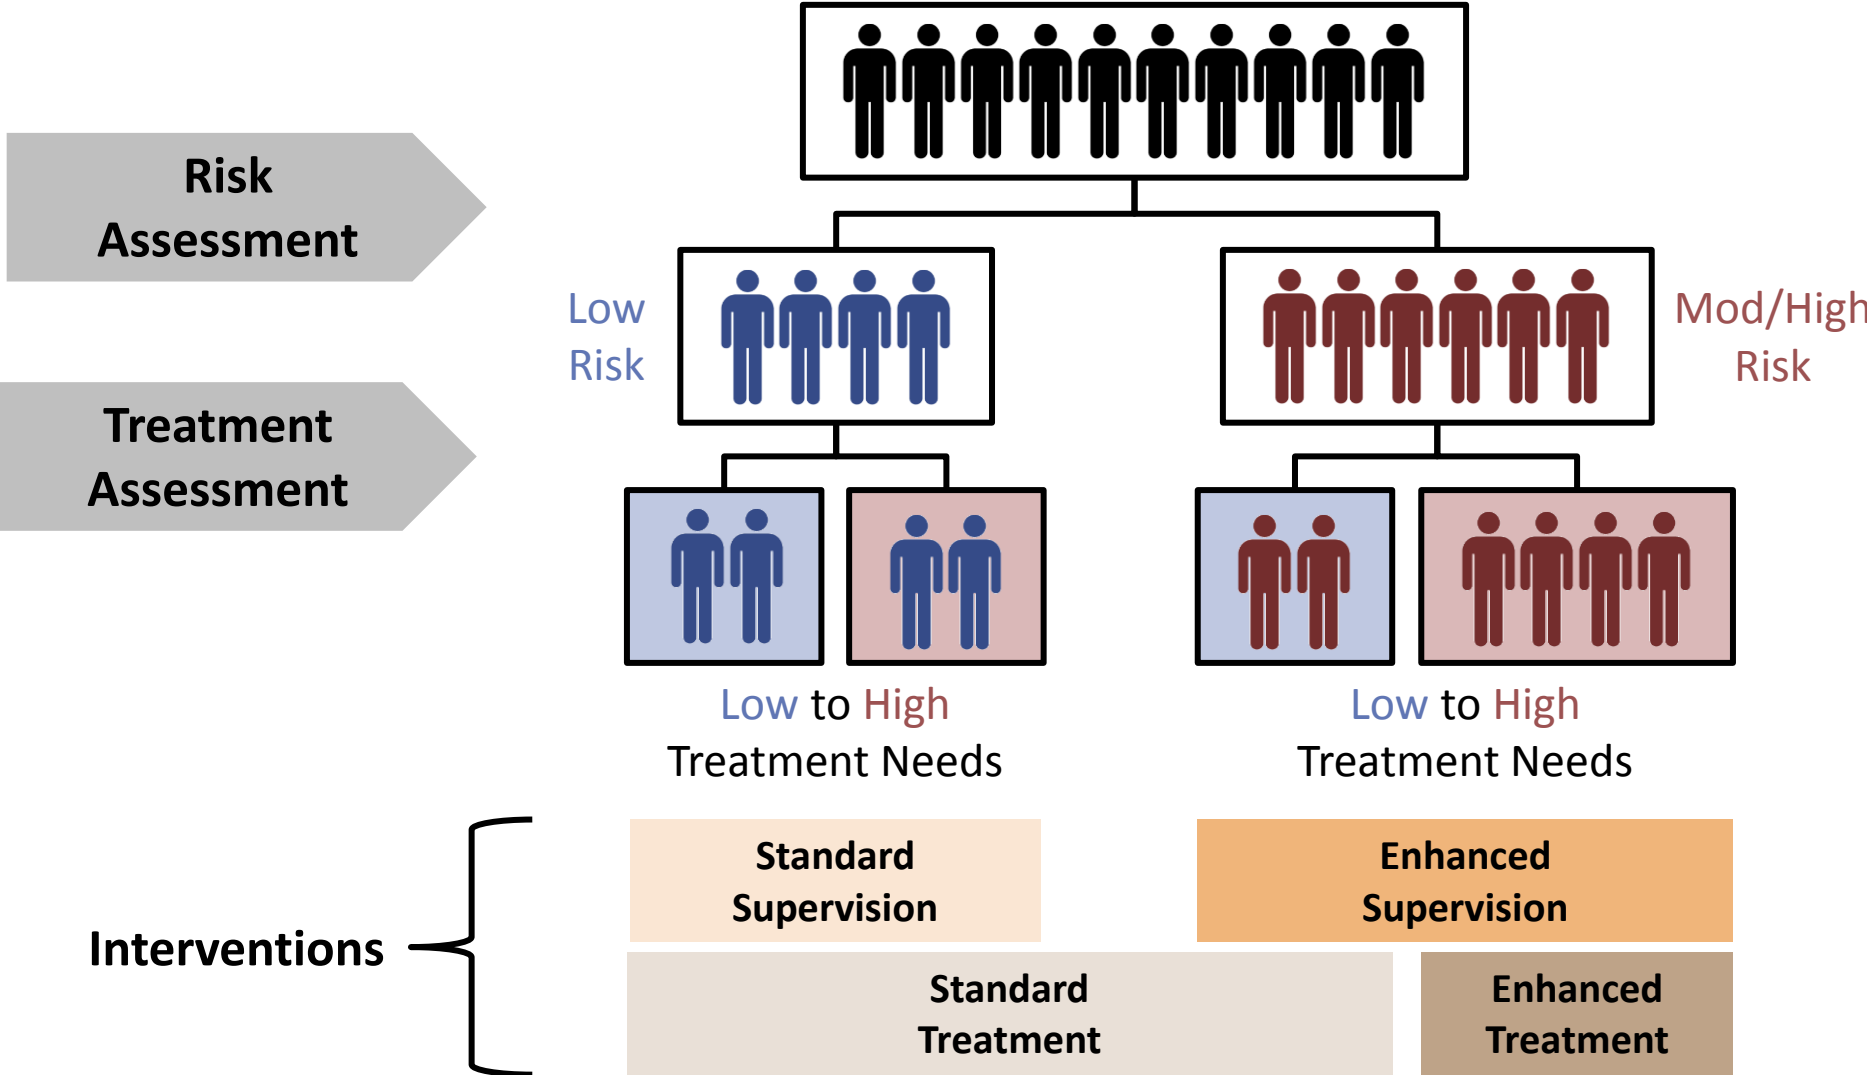 Risk
Assessment
Low
Risk
Mod/High
Risk
Treatment
Assessment
Low to High
Treatment Needs
Low to High
Treatment Needs
Interventions
Standard
Supervision
Enhanced
Supervision
Standard
Treatment
Enhanced
Treatment